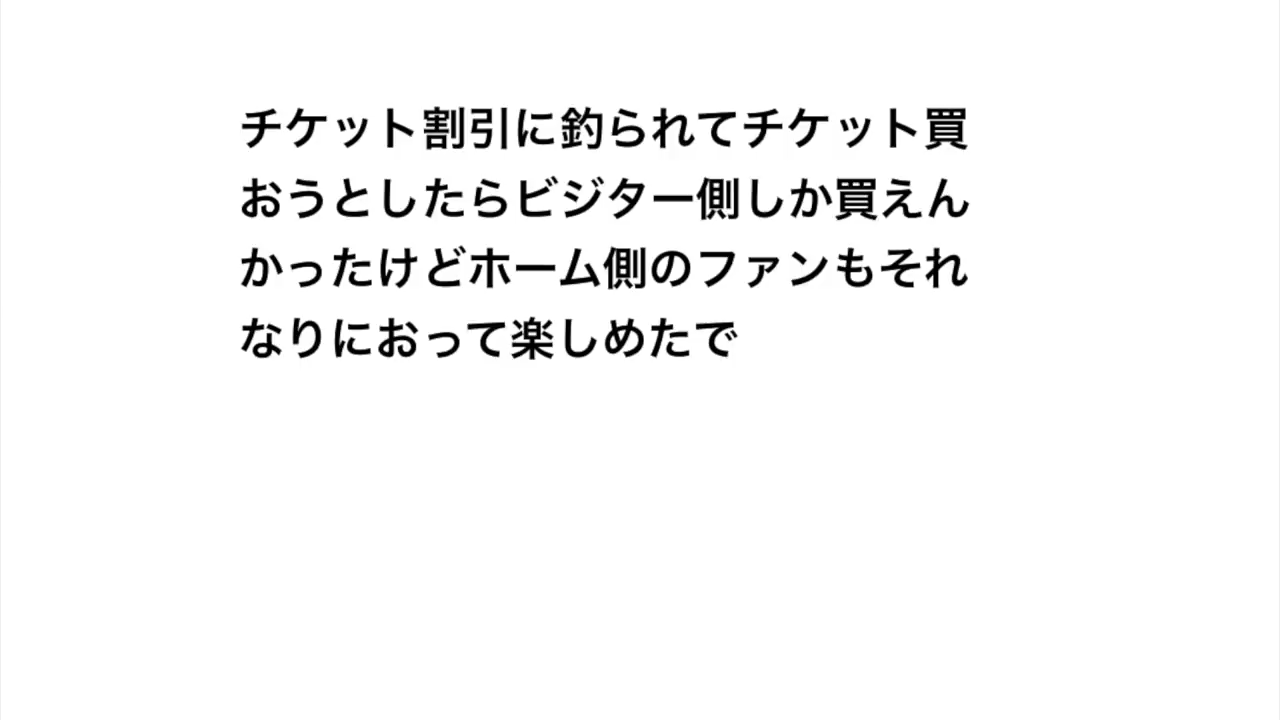 チケット割引に釣られてチケット買
おうとしたらビジター側しか買えん
かったけどホーム側のファンもそれ
なりにおって楽しめたで